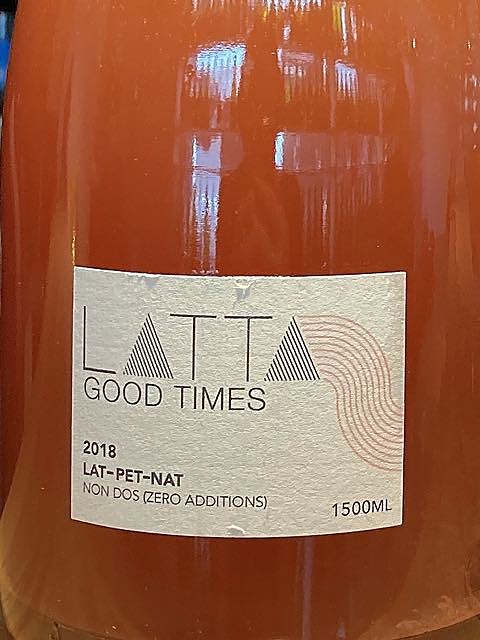 LATTA
GOOD TIMES
2018
LAT-PET-NAT
NON DOS (ZERO ADDITIONS)
1500ML